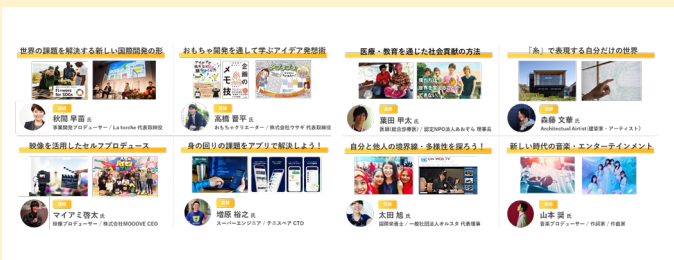 世界の課題を解決する新しい国際開発の形
講師
秋間 早苗 氏
事業開発プロデューサー / La torche 代表取締役
おもちゃ開発を通して学ぶアイデア発想術
企画のメモ技
講師
高橋 晋平 氏
おもちゃクリエーター / 株式会社ウサギ 代表取締役
医療・教育を通じた社会貢献の方法
講師
葉田 甲太 氏
医師(総合診療医) / 認定NPO法人あおぞら 理事長
「糸」で表現する自分だけの世界
講師
森藤 文華 氏
Architectural Airtist(建築家・アーティスト)
映像を活用したセルフプロデュース
講師
マイアミ啓太 氏
映像プロデューサー / 株式会社MOOOVE CEO
身の回りの課題をアプリで解決しよう!
講師
増原 裕之 氏
スーパーエンジニア / テニスベア CTO
自分と他人の境界線・多様性を探ろう!
講師
太田 旭 氏
国際栄養士 / 一般社団法人オルスタ 代表理事
新しい時代の音楽・エンターテインメント
講師
山本 奨 氏
音楽プロデューサー / 作詞家 / 作曲家